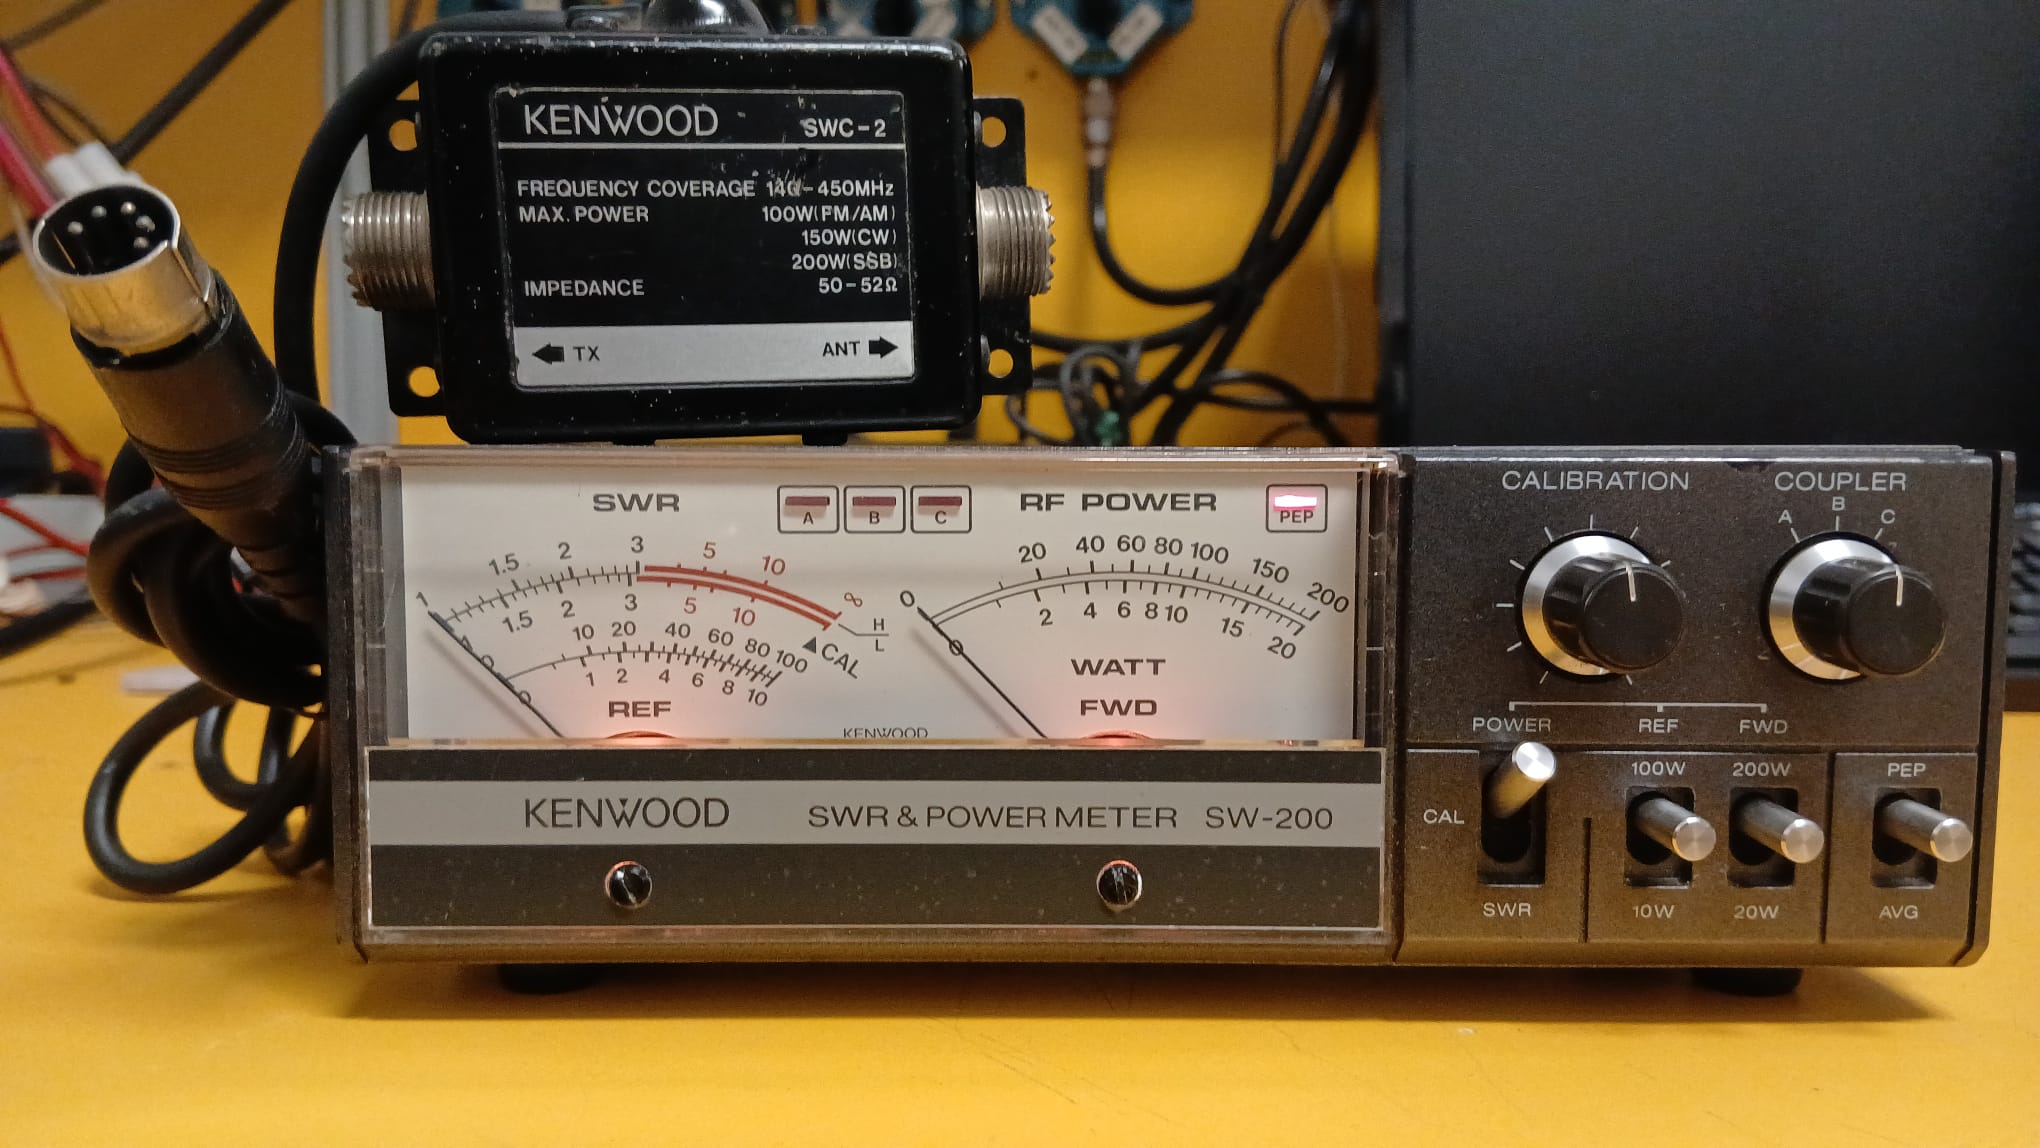 KENWOOD SWC-2
FREQUENCY COVERAGE 140-450MHz
MAX. POWER 100W(FM/AM)
150W(CW)
200W(SSB)
IMPEDANCE 50-52Ω
TX ANT
SWR A B C RF POWER PEP
1 1.5 2 3 5 10 ∞
1 1.5 2 3 5 10
H
L
CAL
0 10 20 40 60 80 100
0 1 2 4 6 8 10
REF
KENWOOD
0 20 40 60 80 100 150 200
0 2 4 6 8 10 15 20
WATT
FWD
KENWOOD SWR & POWER METER SW-200
CALIBRATION COUPLER
A B C
POWER REF FWD
100W 200W PEP
CAL
SWR 10W 20W AVG